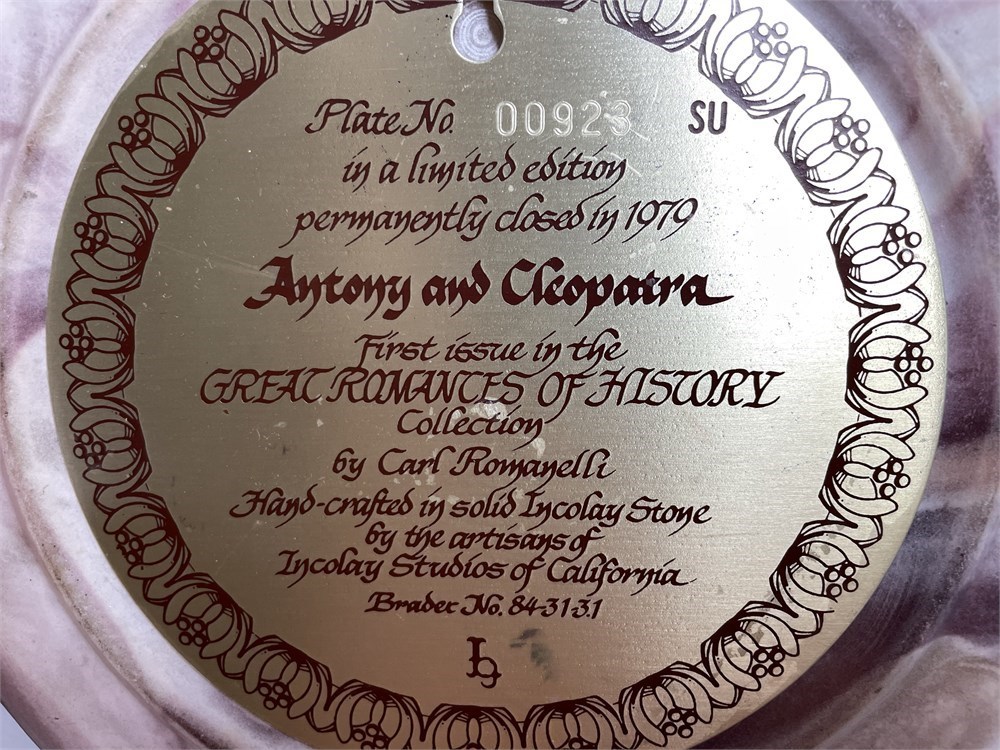 Plate No. 00923 SU
in a limited edition
permanently closed in 1979
Antony and Cleopatra
First issue in the
GREAT ROMANCES OF HISTORY
Collection
by Carl Romanelli
Hand-crafted in solid Incolay Stone
by the artisans of
Incolay Studios of California
Bradex No. 84-31-3.1